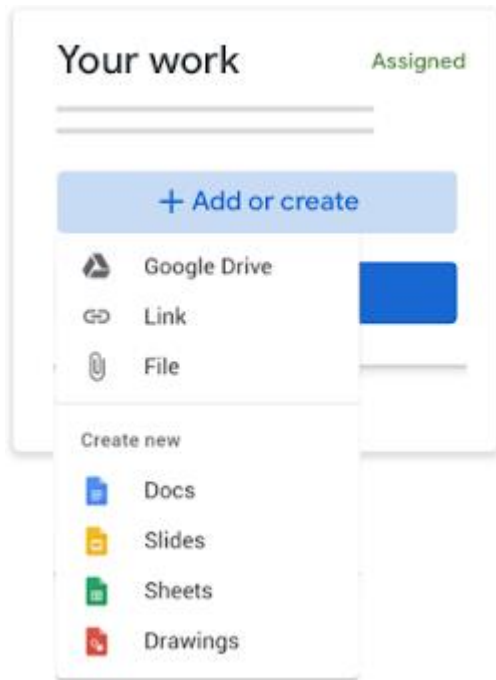 Your work
Assigned
+ Add or create
Google Drive
Link
File
Create new
Docs
Slides
Sheets
Drawings